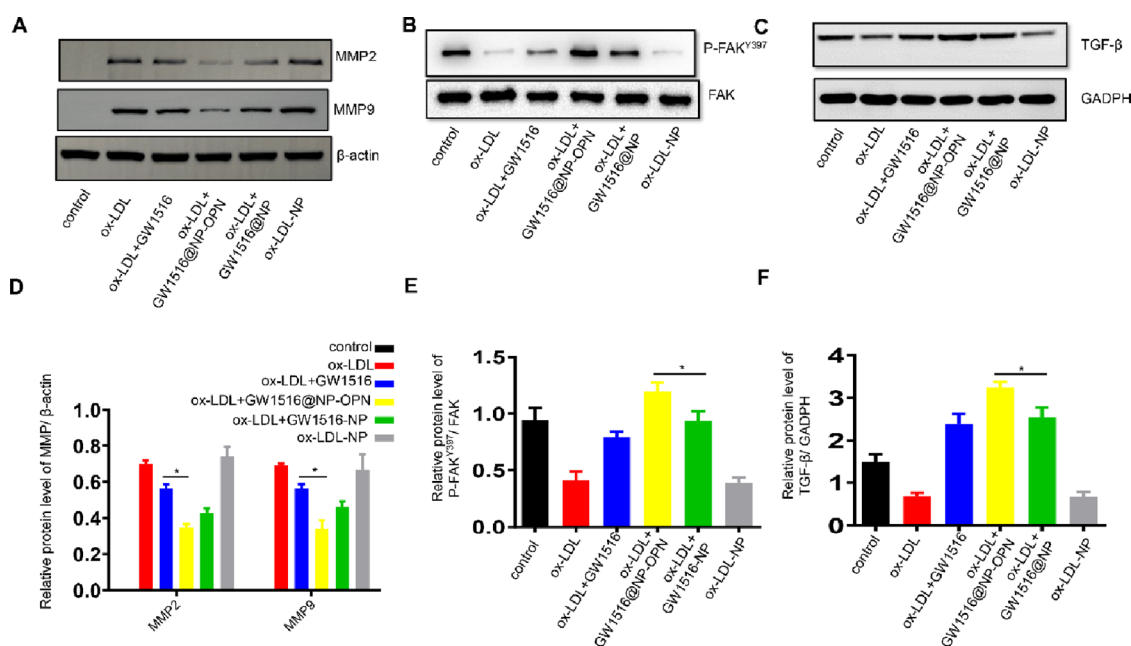 A
MMP2
MMP9
β-actin
control
ox-LDL
ox-LDL+GW1516
ox-LDL+
GW1516@NP-OPN
ox-LDL+
GW1516@NP
ox-LDL-NP
B
P-FAKY397
FAK
control
ox-LDL
ox-LDL+GW1516
ox-LDL+
GW1516@NP-OPN
ox-LDL+
GW1516@NP
ox-LDL-NP
C
TGF-β
GADPH
control
ox-LDL
ox-LDL+GW1516
ox-LDL+
GW1516@NP-OPN
ox-LDL+
GW1516@NP
ox-LDL-NP
D
control
ox-LDL
ox-LDL+GW1516
ox-LDL+GW1516@NP-OPN
ox-LDL+GW1516-NP
ox-LDL-NP
Relative protein level of MMP/ β-actin
1.0
0.8
0.6
0.4
0.2
0.0
*
*
MMP2
MMP9
E
Relative protein level of
P-FAKY397/ FAK
1.5
1.0
0.5
0.0
*
control
ox-LDL
ox-LDL+GW1516
ox-LDL+
GW1516@NP-OPN
ox-LDL+
GW1516-NP
ox-LDL-NP
F
Relative protein level of
TGF-β/ GADPH
4
3
2
1
0
*
control
ox-LDL
ox-LDL+GW1516
ox-LDL+
GW1516@NP-OPN
ox-LDL+
GW1516@NP
ox-LDL-NP